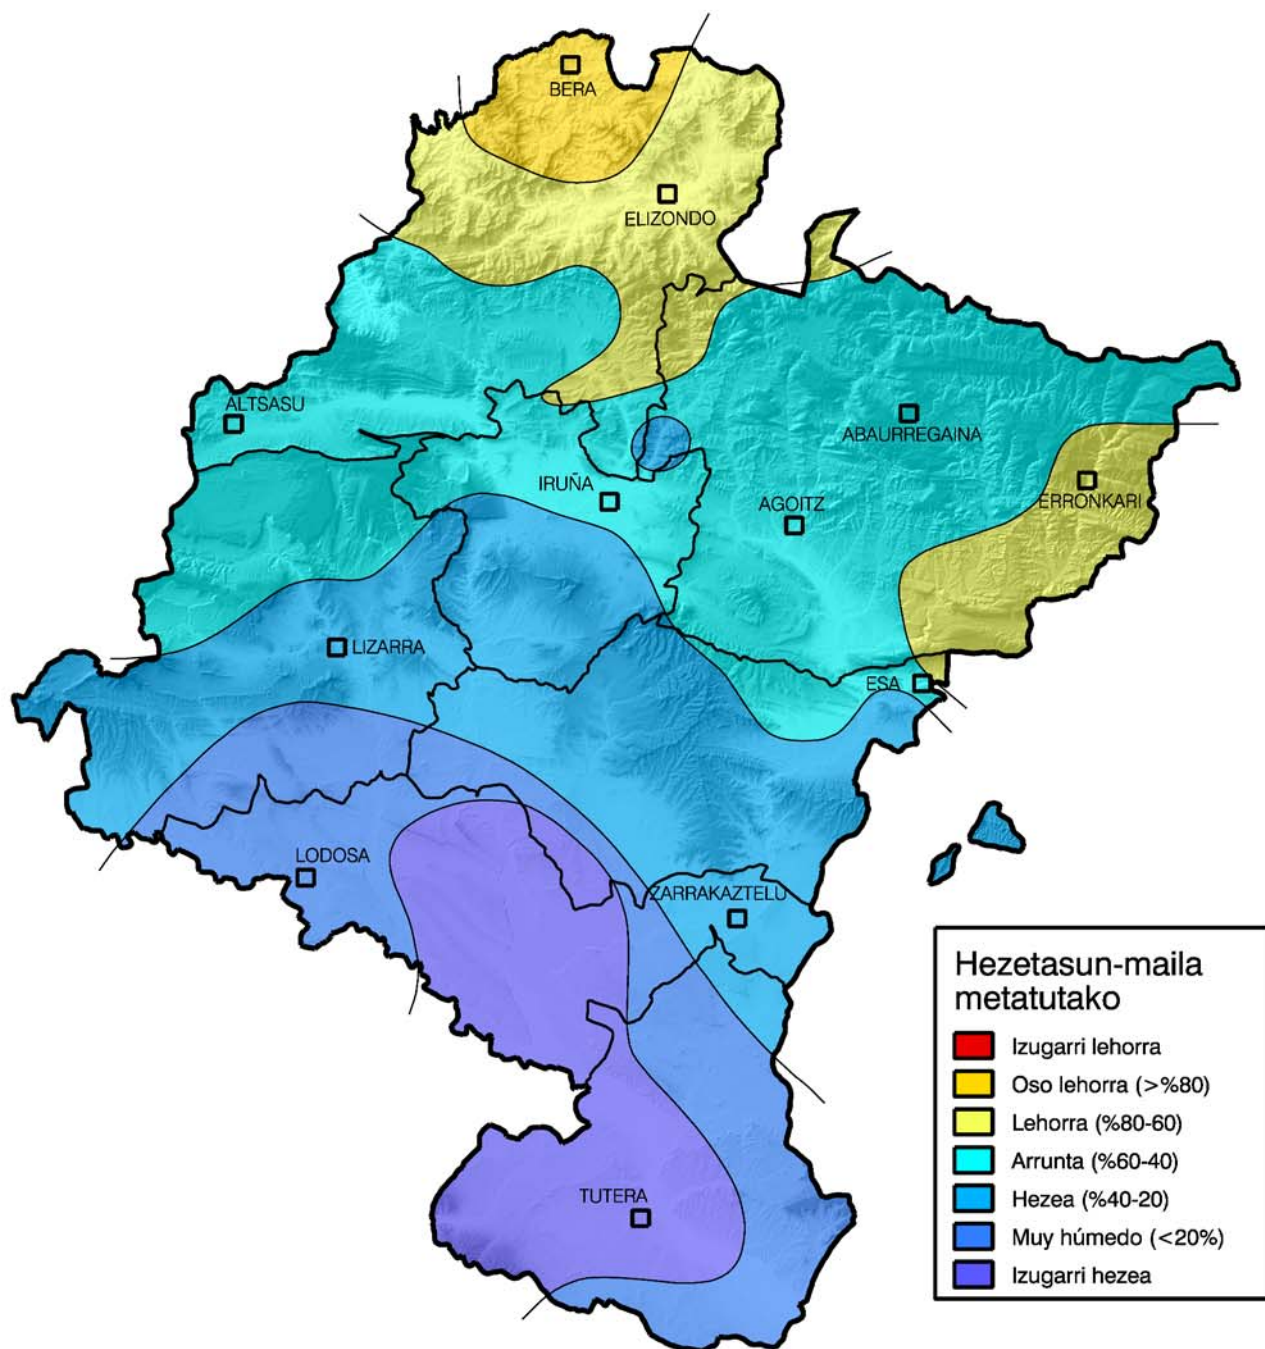 BERA
ELIZONDO
ALTSASU
ABAURREGAINA
IRUÑA
AGOITZ
ERRONKARI
LIZARRA
ESA
LODOSA
ZARRAKAZTELU
TUTERA
Hezetasun-maila
metatutako
Izugarri lehorra
Oso lehorra (>%80)
Lehorra (%80-60)
Arrunta (%60-40)
Hezea (%40-20)
Muy húmedo (<20%)
Izugarri hezea